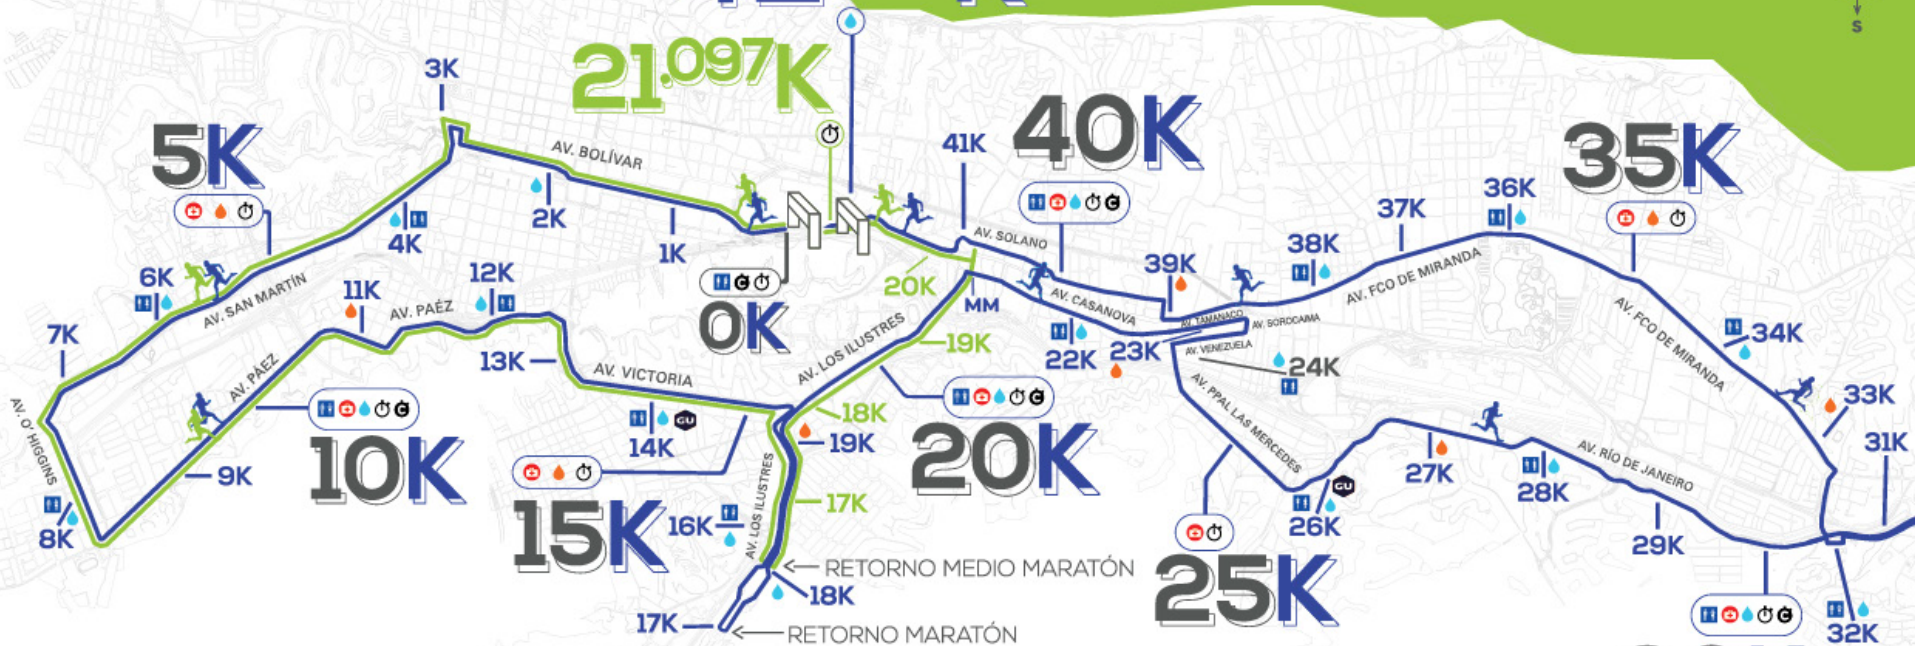 S
21.097K
3K
40K
41K
35K
5K
AV. BOLÍVAR
2K
1K
4K
36K
37K
AV. SOLANO
38K
39K
6K
11K
12K
AV. SAN MARTÍN
AV. PAÉZ
0K
20K
MM
AV. CASANOVA
AV. FCO DE MIRANDA
AV. TAMANACO
AV. SOROCAIMA
AV. FCO DE MIRANDA
34K
7K
13K
AV. VICTORIA
AV. LOS ILUSTRES
19K
22K
23K
AV. VENEZUELA
24K
AV. PÁEZ
AV. O' HIGGINS
18K
19K
AV. PPAL LAS MERCEDES
33K
31K
10K
9K
GU
14K
20K
27K
AV. RÍO DE JANEIRO
28K
GU
26K
8K
15K
16K
AV. LOS ILUSTRES
17K
29K
RETORNO MEDIO MARATÓN
25K
18K
17K
RETORNO MARATÓN
32K